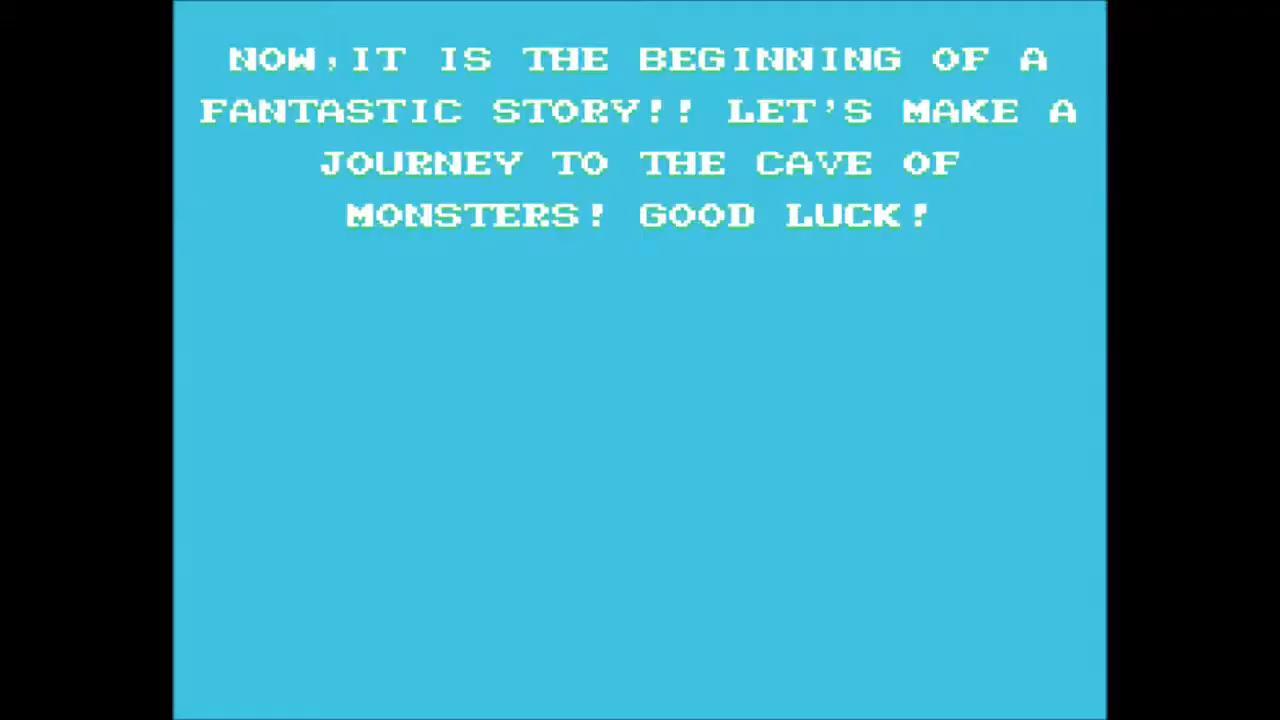 NOW,IT IS THE BEGINNING OF A
FANTASTIC STORY!! LET'S MAKE A
JOURNEY TO THE CAVE OF
MONSTERS! GOOD LUCK!